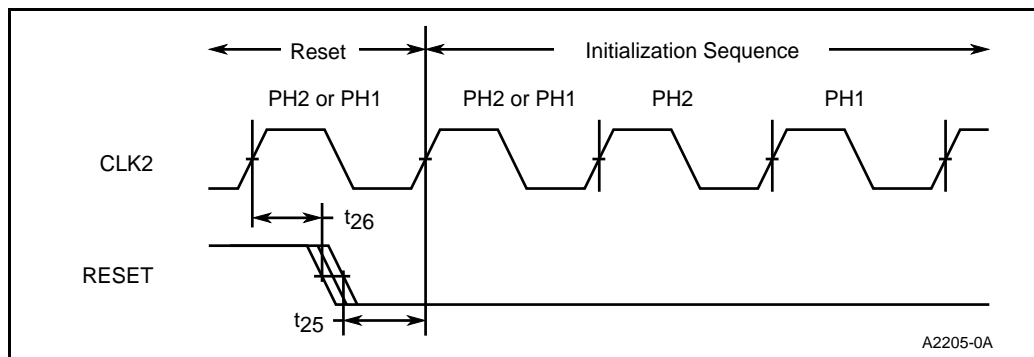 Reset
Initialization Sequence
PH2 or PH1
PH2 or PH1
PH2
PH1
CLK2
t26
RESET
t25
A2205-0A